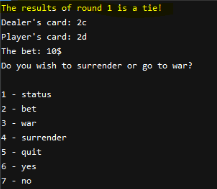 The results of round 1 is a tie!
Dealer's card: 2c
Player's card: 2d
The bet: 10$
Do you wish to surrender or go to war?
1 - status
2 - bet
3 - war
4 - surrender
5 - quit
6 - yes
7 - no